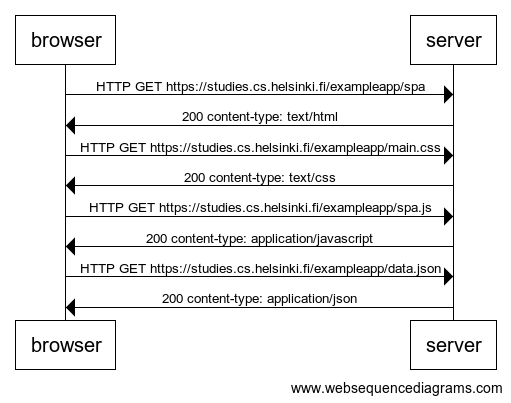 browser server
HTTP GET https://studies.cs.helsinki.fi/exampleapp/spa
200 content-type: text/html
HTTP GET https://studies.cs.helsinki.fi/exampleapp/main.css
200 content-type: text/css
HTTP GET https://studies.cs.helsinki.fi/exampleapp/spa.js
200 content-type: application/javascript
HTTP GET https://studies.cs.helsinki.fi/exampleapp/data.json
200 content-type: application/json
browser server
www.websequencediagrams.com